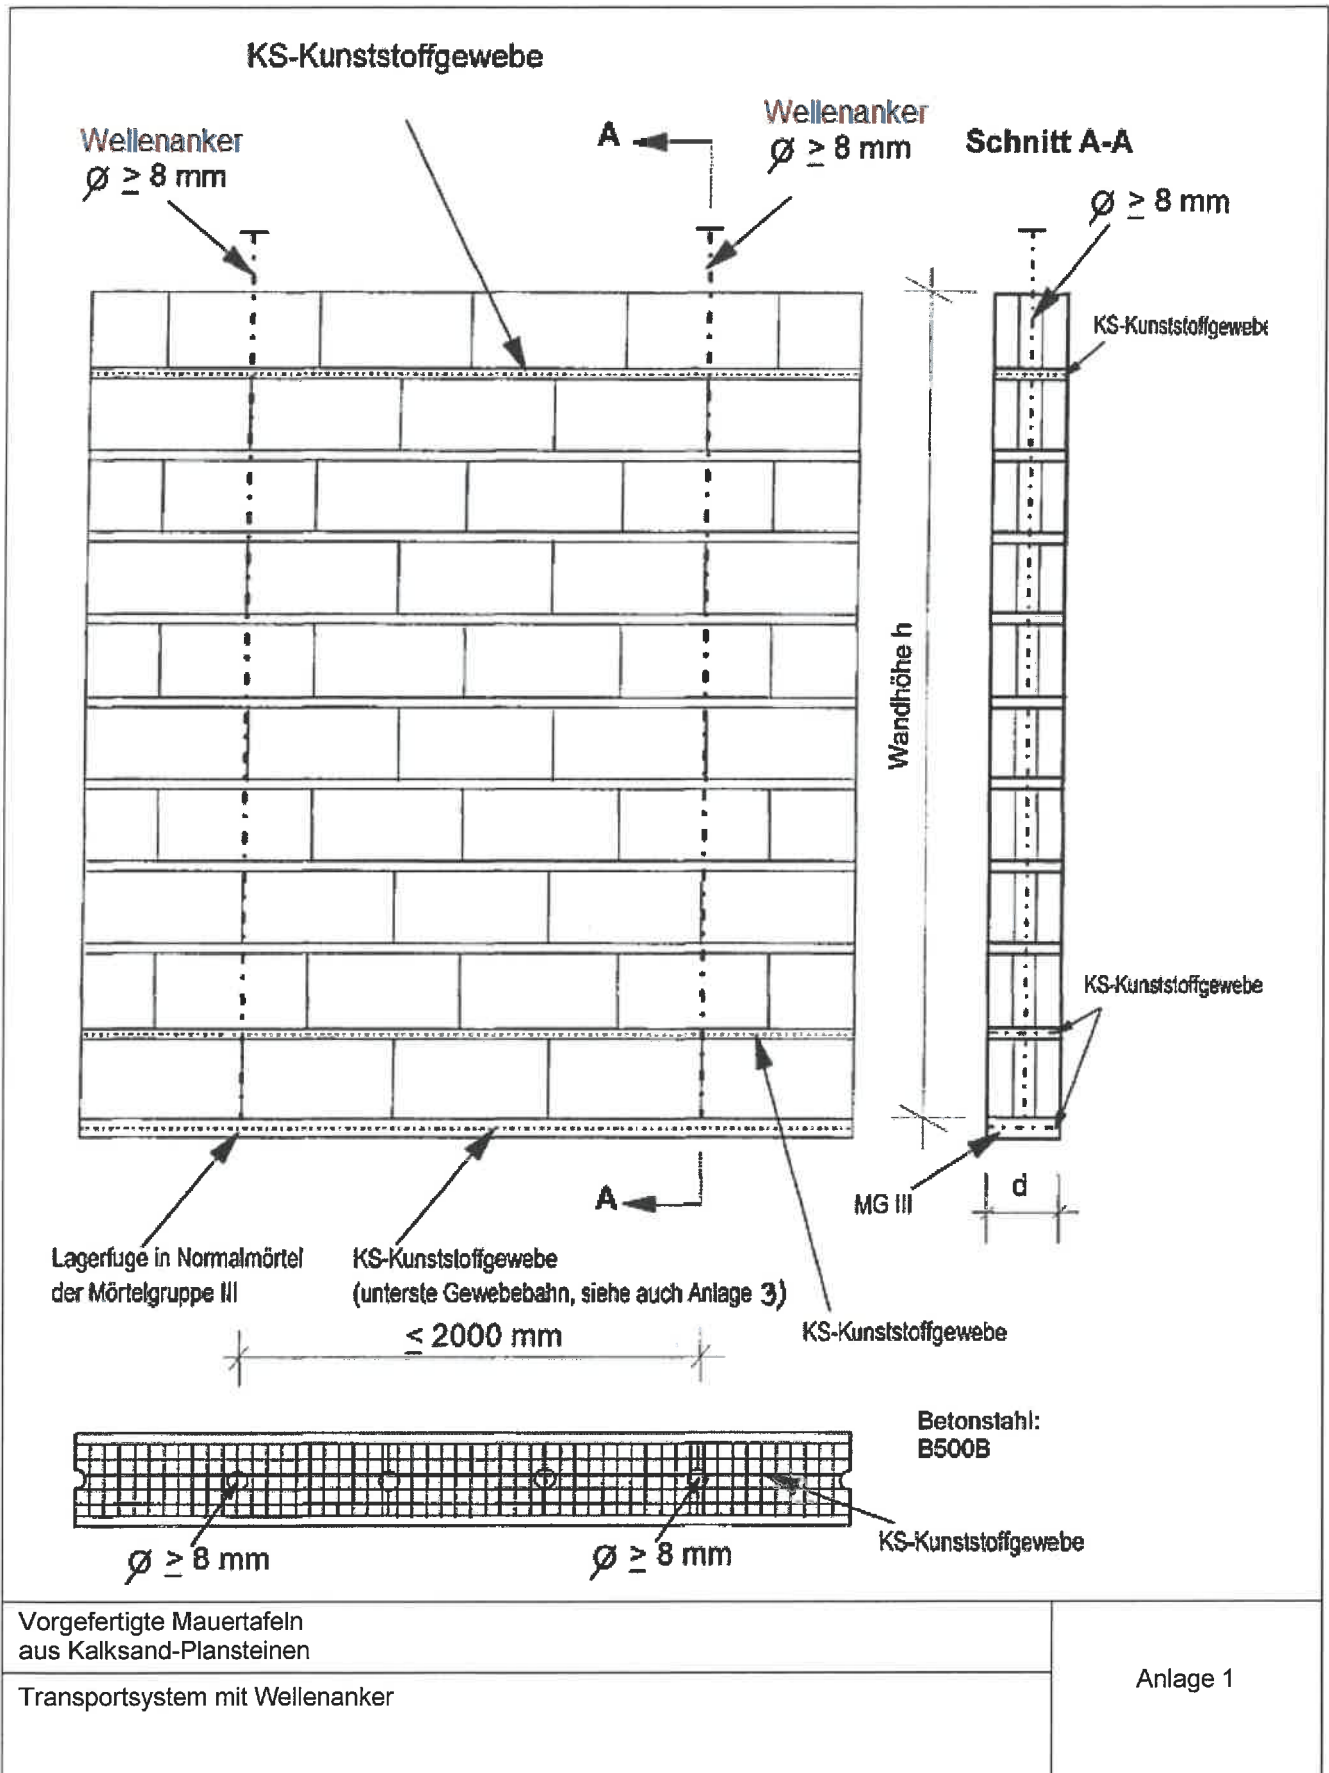 KS-Kunststoffgewebe
Wellenanker
Ø ≥ 8 mm
A
Wellenanker
Ø ≥ 8 mm
Schnitt A-A
Ø ≥ 8 mm
KS-Kunststoffgewebe
Wandhöhe h
KS-Kunststoffgewebe
MG III
d
A
Lagerfuge in Normalmörtel
der Mörtelgruppe III
KS-Kunststoffgewebe
(unterste Gewebebahn, siehe auch Anlage 3)
KS-Kunststoffgewebe
≤ 2000 mm
Betonstahl:
B500B
KS-Kunststoffgewebe
Ø ≥ 8 mm
Ø ≥ 8 mm
Vorgefertigte Mauertafeln
aus Kalksand-Plansteinen
Transportsystem mit Wellenanker
Anlage 1